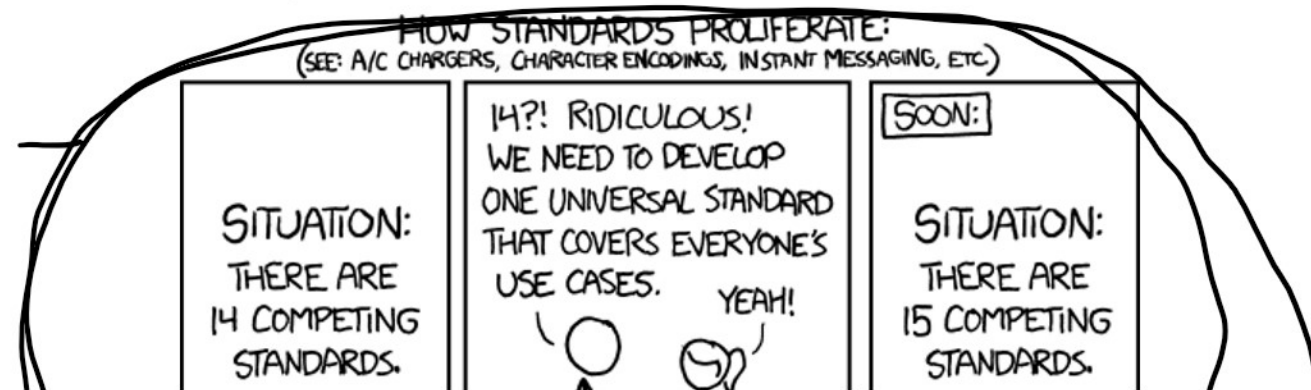 HOW STANDARDS PROLIFERATE:
(SEE: A/C CHARGERS, CHARACTER ENCODINGS, INSTANT MESSAGING, ETC.)
SITUATION:
THERE ARE
14 COMPETING
STANDARDS.
14?! RIDICULOUS!
WE NEED TO DEVELOP
ONE UNIVERSAL STANDARD
THAT COVERS EVERYONE'S
USE CASES.
YEAH!
SOON:
SITUATION:
THERE ARE
15 COMPETING
STANDARDS.